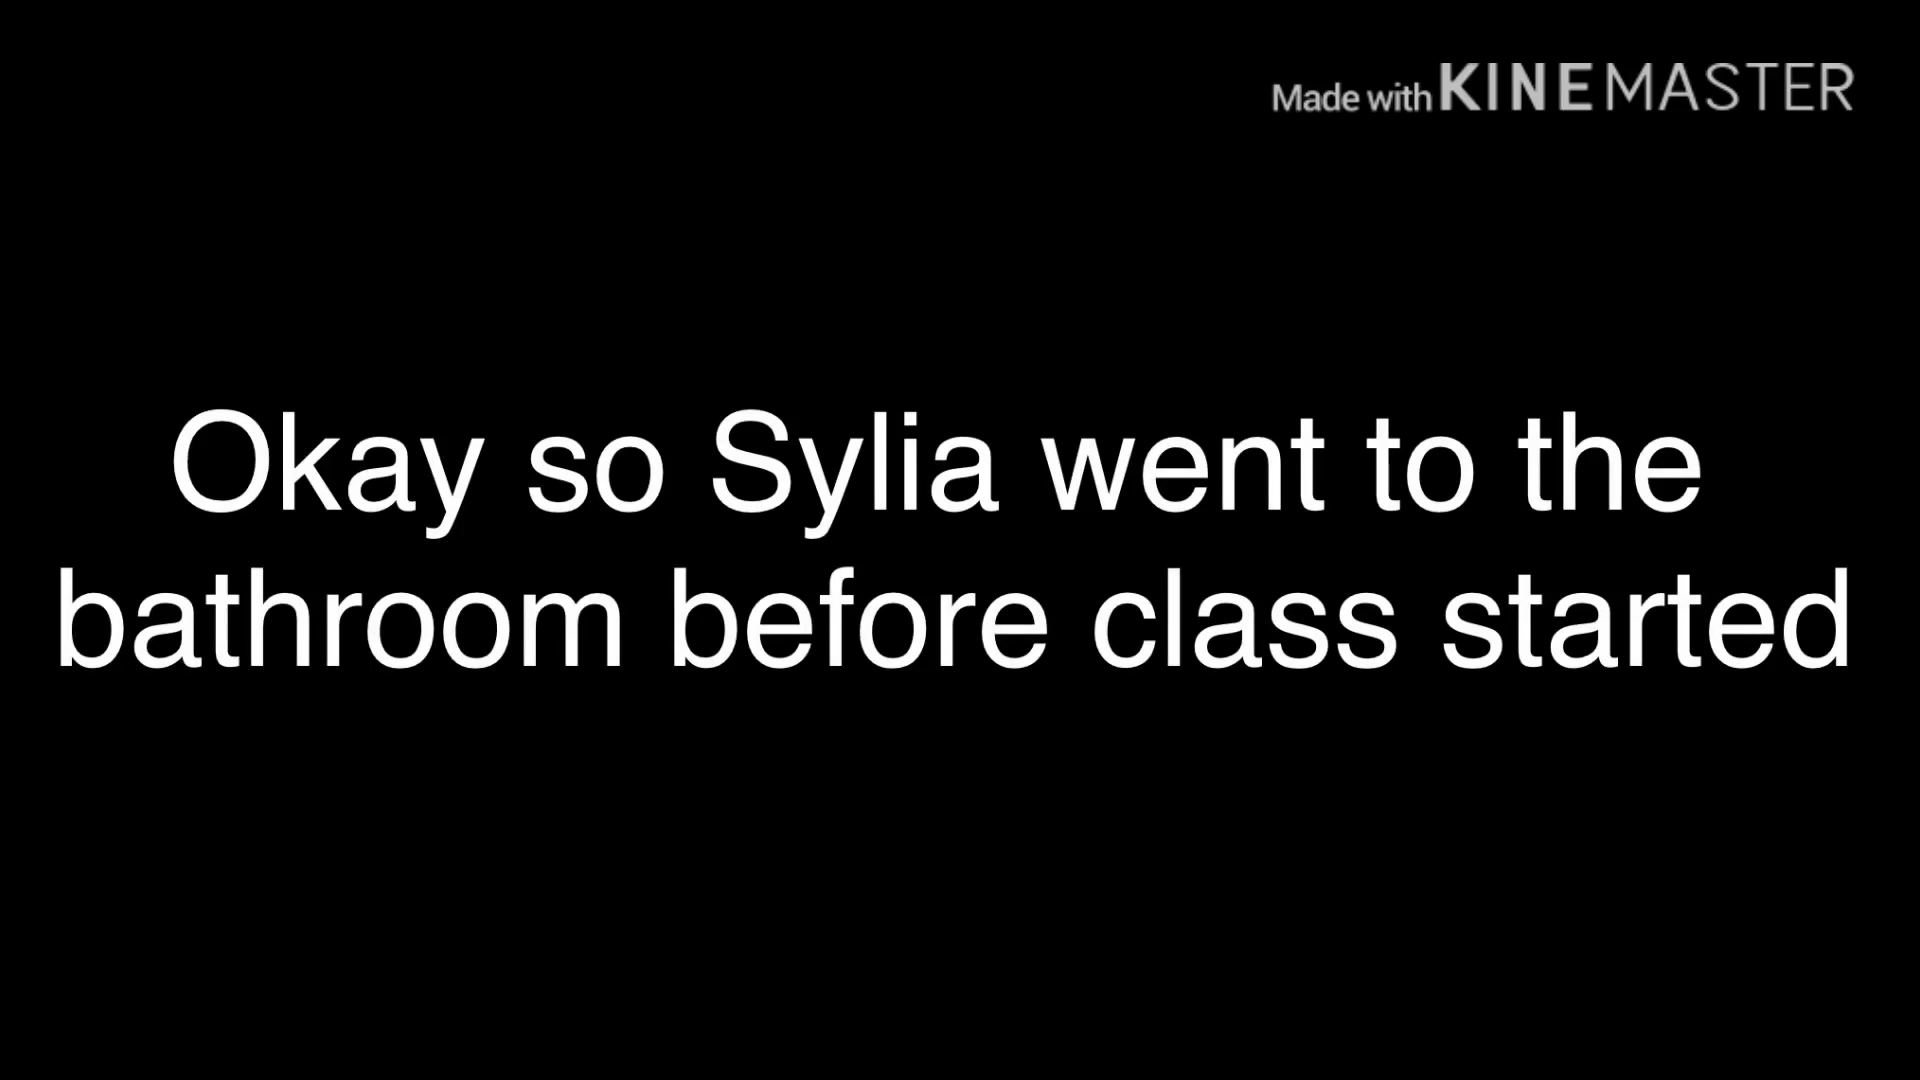 Made with KINEMASTER
Okay so Sylia went to the
bathroom before class started